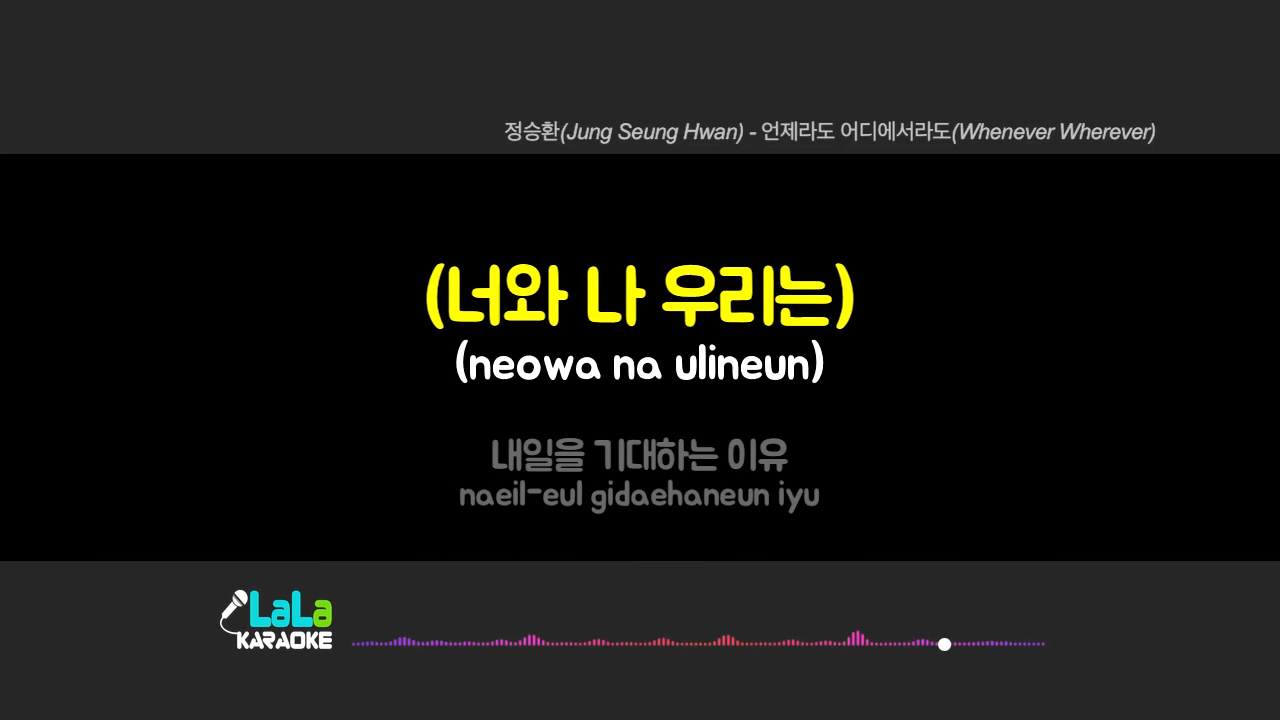 정승환(Jung Seung Hwan) - 언제라도 어디에서라도(Whenever Wherever)
(너와 나 우리는)
(neowa na ulineun)
내일을 기대하는 이유
naeil-eul gidaehaneun iyu
LaLa
KARAOKE